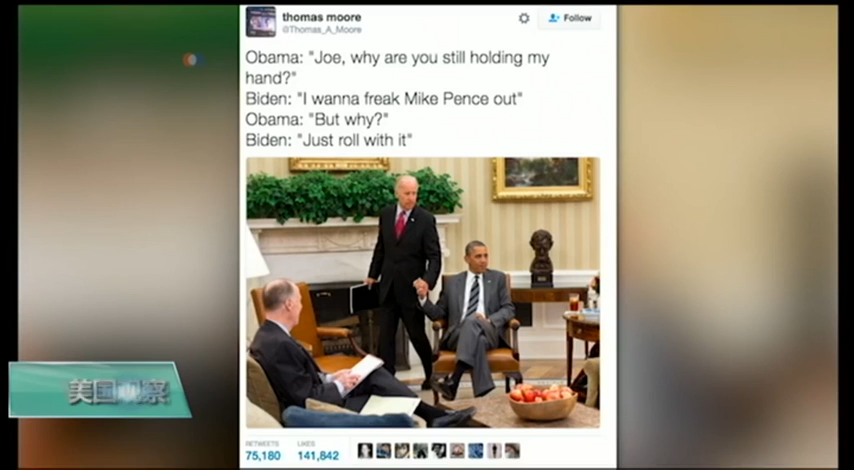 thomas moore
@Thomas_A_Moore
Follow
Obama: "Joe, why are you still holding my
hand?"
Biden: "I wanna freak Mike Pence out"
Obama: "But why?"
Biden: "Just roll with it"
美国观察
RETWEETS
LIKES
75,180
141,842